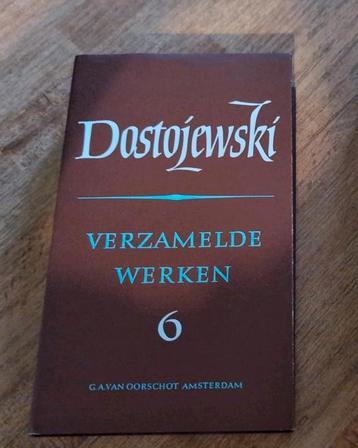 Dostojewski
VERZAMELDE
WERKEN
6
G.A.VAN OORSCHOT AMSTERDAM